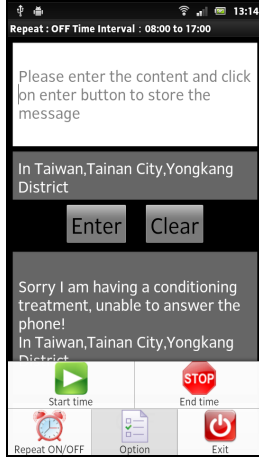 13:14
Repeat : OFF Time Interval : 08:00 to 17:00
Please enter the content and click
on enter button to store the
message
In Taiwan,Tainan City,Yongkang
District
Enter Clear
Sorry I am having a conditioning
treatment, unable to answer the
phone!
In Taiwan,Tainan City,Yongkang
District
STOP
Start time End time
Repeat ON/OFF Option Exit